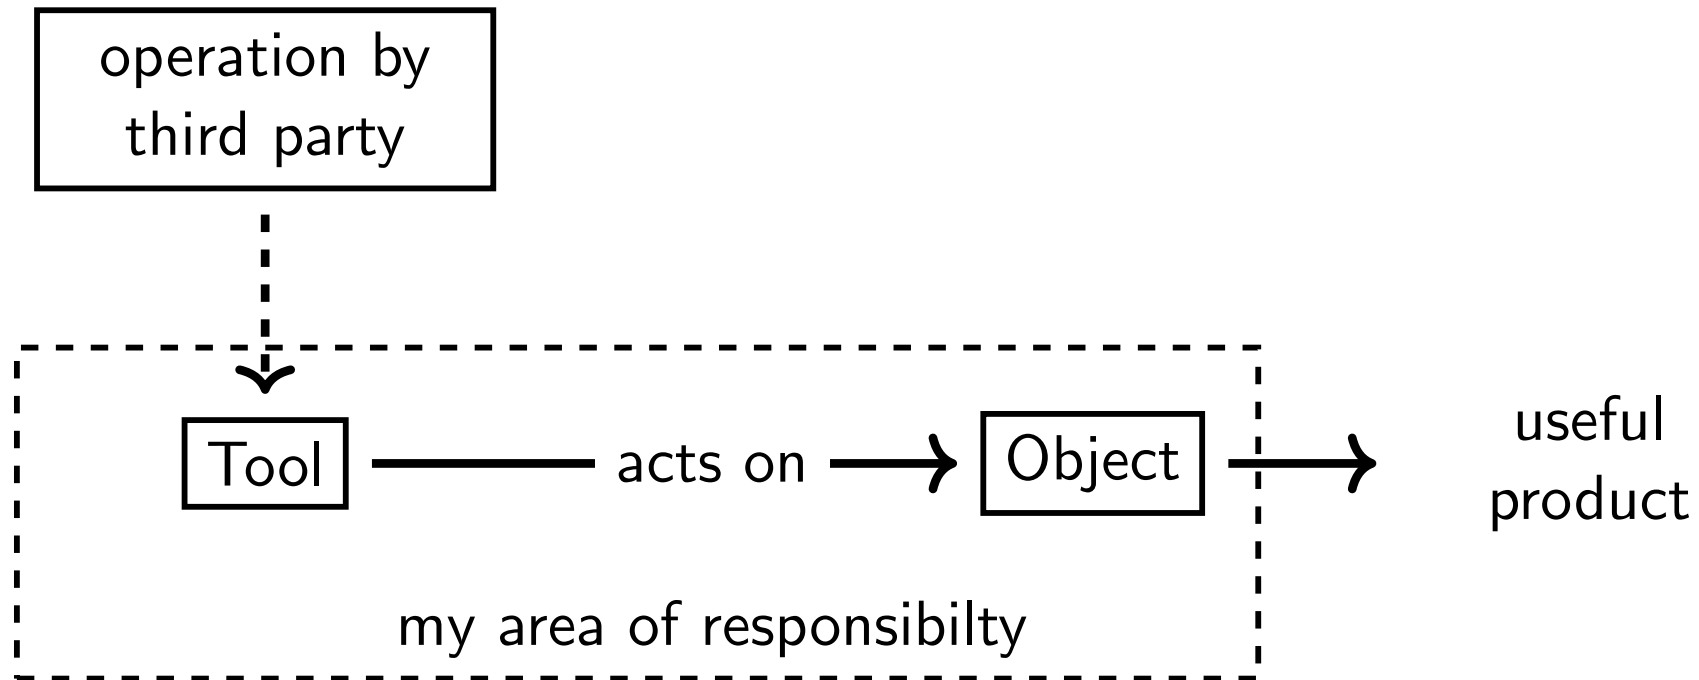 operation by
third party
Tool
acts on
Object
useful
product
my area of responsibilty